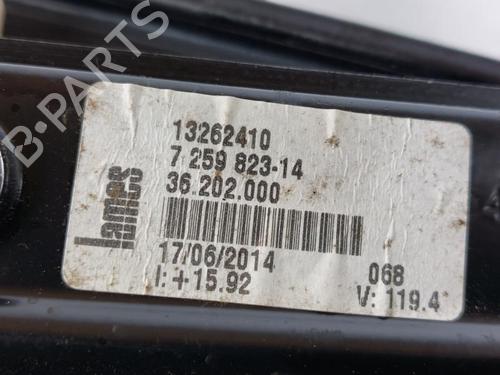 Lames
13262410
7 259 823-14
36.202.000
17/06/2014
068
I: +15.92
V: 119.4
B-PARTS